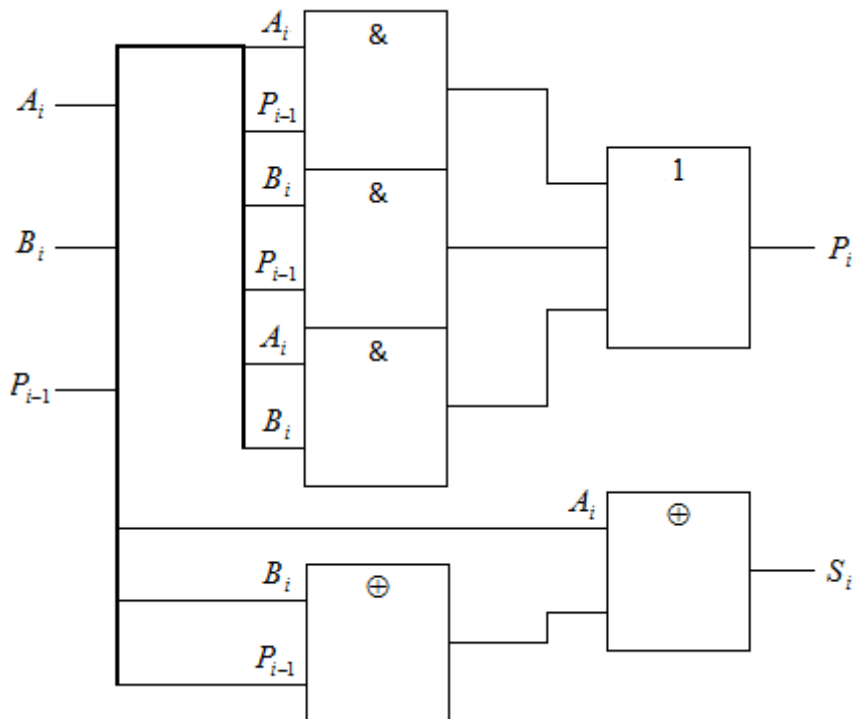 A_i
&
A_i
P_{i-1}
1
B_i
&
B_i
P_i
P_{i-1}
A_i
&
P_{i-1}
B_i
A_i
⊕
B_i
⊕
S_i
P_{i-1}